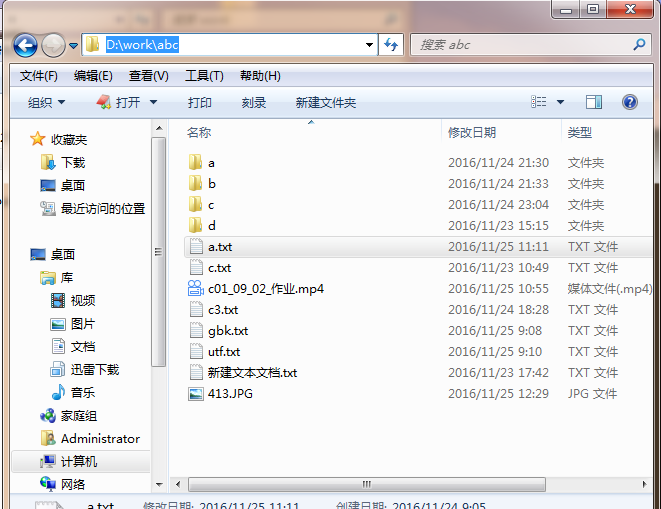 D:\work\abc
搜索 abc
文件(F) 编辑(E) 查看(V) 工具(T) 帮助(H)
组织 打开 打印 刻录 新建文件夹
名称 修改日期 类型
收藏夹
下载
桌面
最近访问的位置
桌面
库
视频
图片
文档
迅雷下载
音乐
家庭组
Administrator
计算机
网络
a 2016/11/24 21:30 文件夹
b 2016/11/24 21:33 文件夹
c 2016/11/24 23:04 文件夹
d 2016/11/23 15:15 文件夹
a.txt 2016/11/25 11:11 TXT 文件
c.txt 2016/11/23 10:49 TXT 文件
c01_09_02_作业.mp4 2016/11/25 10:55 媒体文件(.mp4)
c3.txt 2016/11/24 18:28 TXT 文件
gbk.txt 2016/11/25 9:08 TXT 文件
utf.txt 2016/11/25 9:10 TXT 文件
新建文本文档.txt 2016/11/23 17:42 TXT 文件
413.JPG 2016/11/25 12:29 JPG 文件
a.txt 修改日期: 2016/11/25 11:11 创建日期: 2016/11/24 9:05